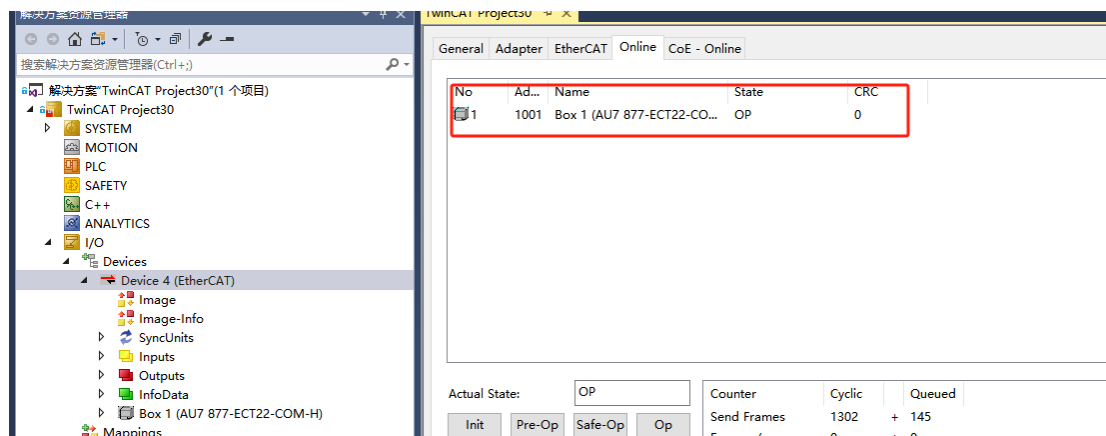 解决方案资源管理器
TwinCAT Project30
General Adapter EtherCAT Online CoE - Online
搜索解决方案资源管理器(Ctrl+;)
解决方案"TwinCAT Project30"(1 个项目)
TwinCAT Project30
SYSTEM
MOTION
PLC
SAFETY
C++
ANALYTICS
I/O
Devices
Device 4 (EtherCAT)
Image
Image-Info
SyncUnits
Inputs
Outputs
InfoData
Box 1 (AU7 877-ECT22-COM-H)
Mappings
No Ad... Name State CRC
1 1001 Box 1 (AU7 877-ECT22-CO... OP 0
Actual State: OP
Init Pre-Op Safe-Op Op
Counter Cyclic Queued
Send Frames 1302 + 145